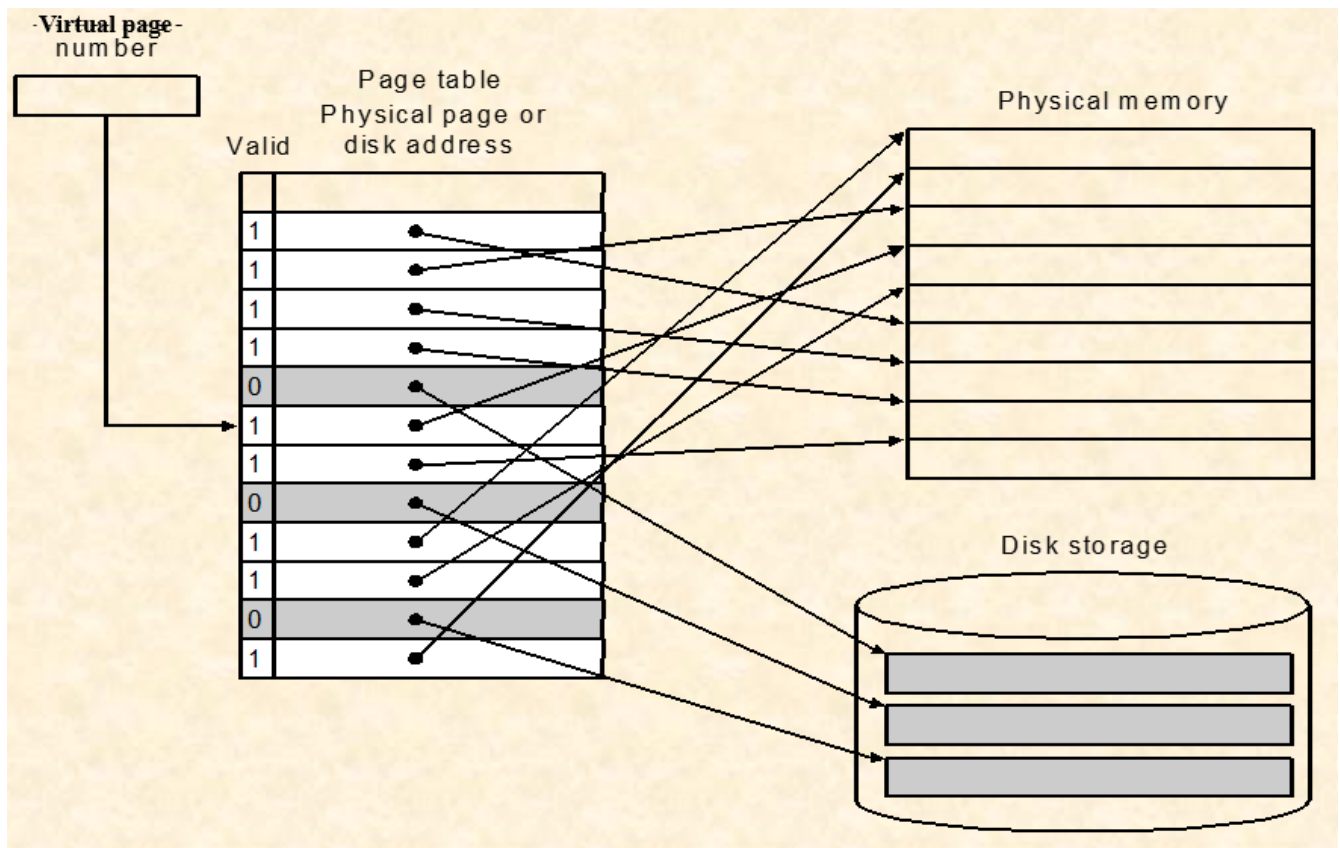 Virtual page
number
Page table
Physical page or
disk address
Valid
Physical memory
1
1
1
1
0
1
1
0
1
1
0
1
Disk storage